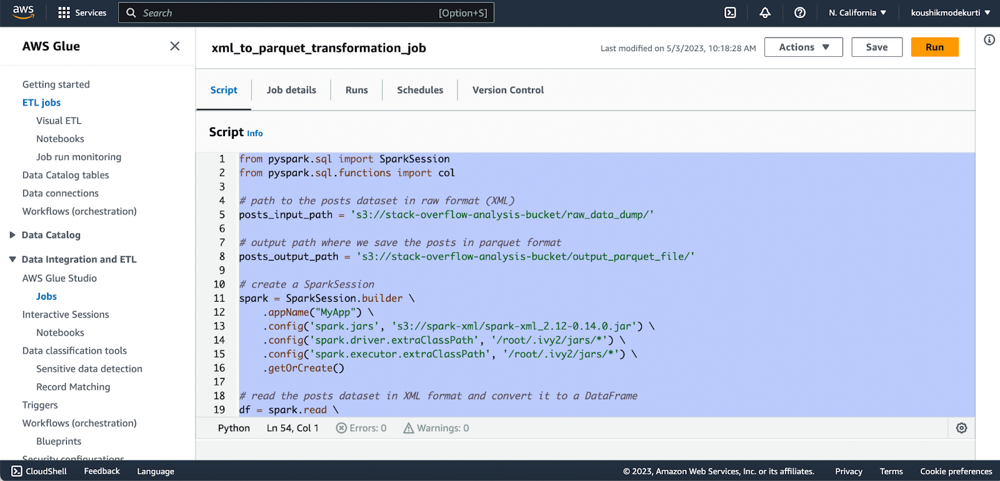 aws Services Search [Option+S] N. California ▼ koushikmodekurti ▼
AWS Glue
Getting started
ETL jobs
Visual ETL
Notebooks
Job run monitoring
Data Catalog tables
Data connections
Workflows (orchestration)
Data Catalog
Data Integration and ETL
AWS Glue Studio
Jobs
Interactive Sessions
Notebooks
Data classification tools
Sensitive data detection
Record Matching
Triggers
Workflows (orchestration)
Blueprints
Security configurations
xml_to_parquet_transformation_job
Last modified on 5/3/2023, 10:18:28 AM Actions ▼ Save Run
Script Job details Runs Schedules Version Control
Script Info
1 from pyspark.sql import SparkSession
2 from pyspark.sql.functions import col
3
4 # path to the posts dataset in raw format (XML)
5 posts_input_path = 's3://stack-overflow-analysis-bucket/raw_data_dump/'
6
7 # output path where we save the posts in parquet format
8 posts_output_path = 's3://stack-overflow-analysis-bucket/output_parquet_file/'
9
10 # create a SparkSession
11 spark = SparkSession.builder \
12 .appName("MyApp") \
13 .config('spark.jars', 's3://spark-xml/spark-xml_2.12-0.14.0.jar') \
14 .config('spark.driver.extraClassPath', '/root/.ivy2/jars/*') \
15 .config('spark.executor.extraClassPath', '/root/.ivy2/jars/*') \
16 .getOrCreate()
17
18 # read the posts dataset in XML format and convert it to a DataFrame
19 df = spark.read \
Python Ln 54, Col 1 Errors: 0 Warnings: 0
CloudShell Feedback Language © 2023, Amazon Web Services, Inc. or its affiliates. Privacy Terms Cookie preferences